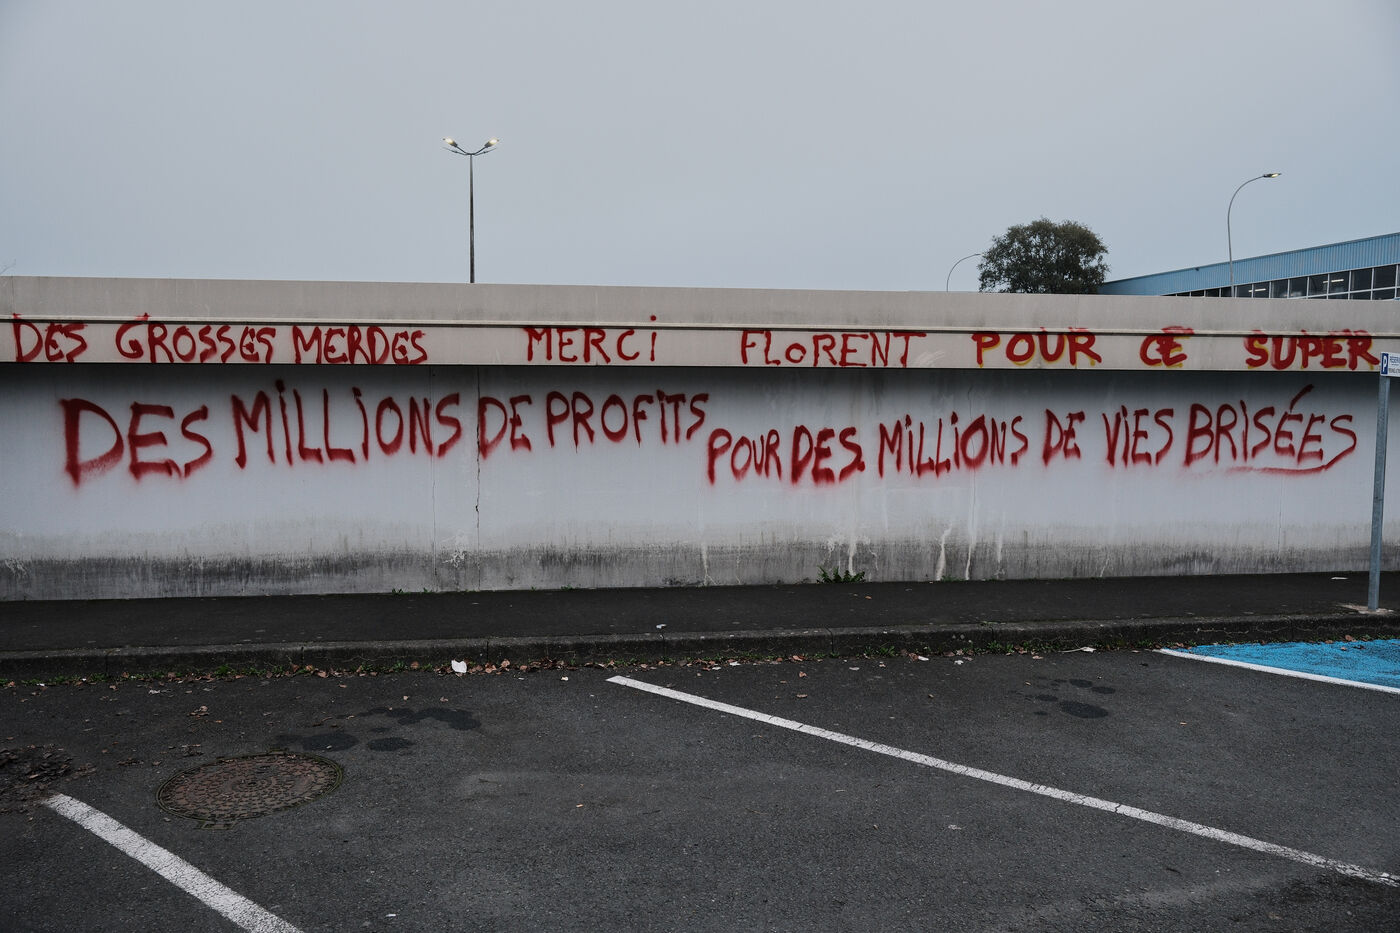 DES GROSSES MERDES MERCi FLORENT POUR CE SUPER
DES MiLLiONS DE PROFiTS POUR DES MiLLiONS DE ViES BRiSÉES
P